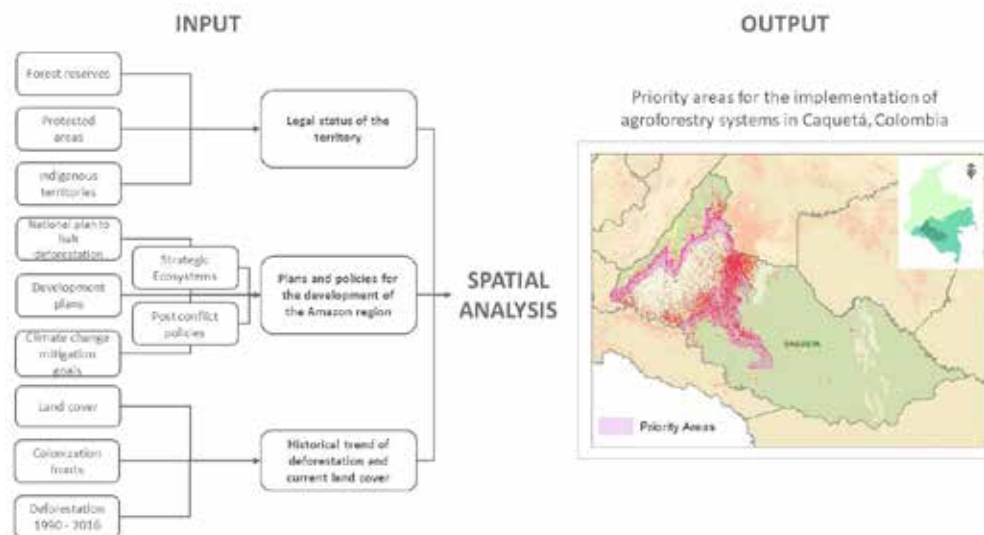 INPUT
Forest reserves
Protected
areas
Indigenous
territories
National plan to
halt
deforestation
Development
plans
Climate change
mitigation
goals
Land cover
Colonization
fronts
Deforestation
1990 - 2016
Strategic
Ecosystems
Post conflict
policies
Legal status of the
territory
Plans and policies for
the development of
the Amazon region
Historical trend of
deforestation and
current land cover
SPATIAL
ANALYSIS
OUTPUT
Priority areas for the implementation of
agroforestry systems in Caquetá, Colombia
CAQUETA
Priority Areas